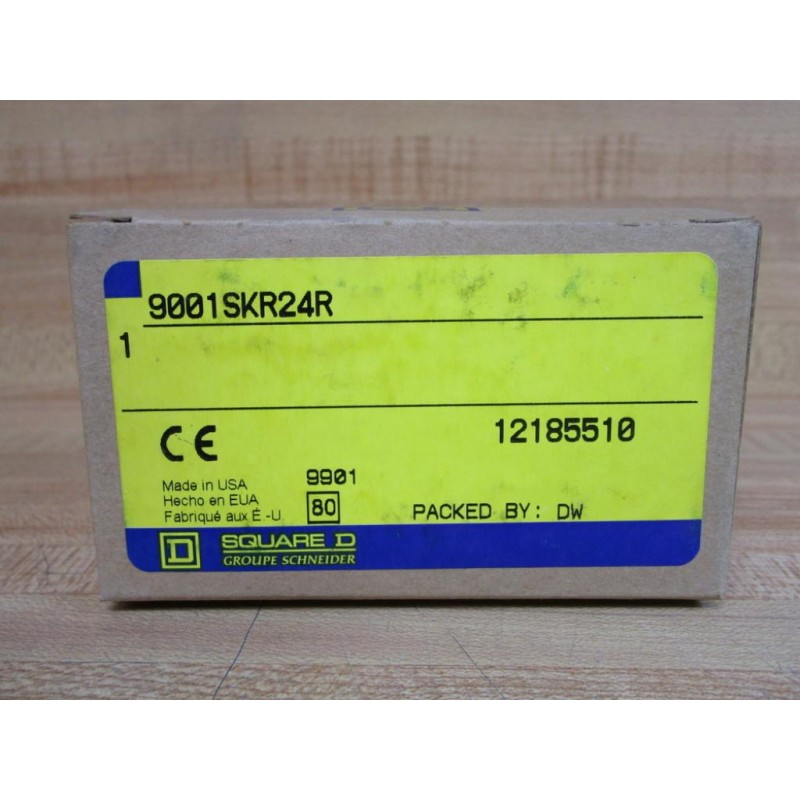 9001SKR24R
1
CE
12185510
Made in USA
Hecho en EUA
Fabriqué aux É.-U.
9901
80
PACKED BY: DW
D
SQUARE D
GROUPE SCHNEIDER